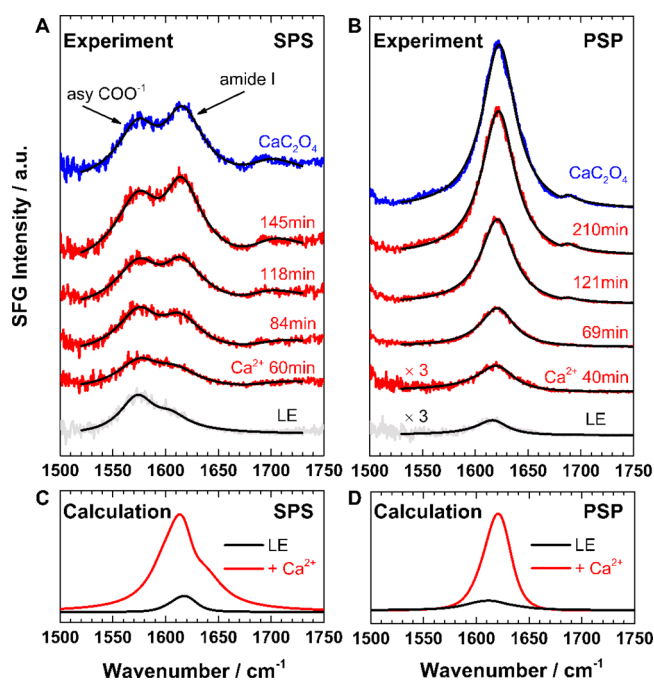 A
Experiment
SPS
asy COO⁻¹
amide I
CaC₂O₄
145min
118min
84min
Ca²⁺ 60min
LE
1500 1550 1600 1650 1700 1750
B
Experiment
PSP
CaC₂O₄
210min
121min
69min
× 3
Ca²⁺ 40min
× 3
LE
1500 1550 1600 1650 1700 1750
SFG Intensity / a.u.
C
Calculation
SPS
LE
+ Ca²⁺
1500 1550 1600 1650 1700 1750
Wavenumber / cm⁻¹
D
Calculation
PSP
LE
+ Ca²⁺
1500 1550 1600 1650 1700 1750
Wavenumber / cm⁻¹